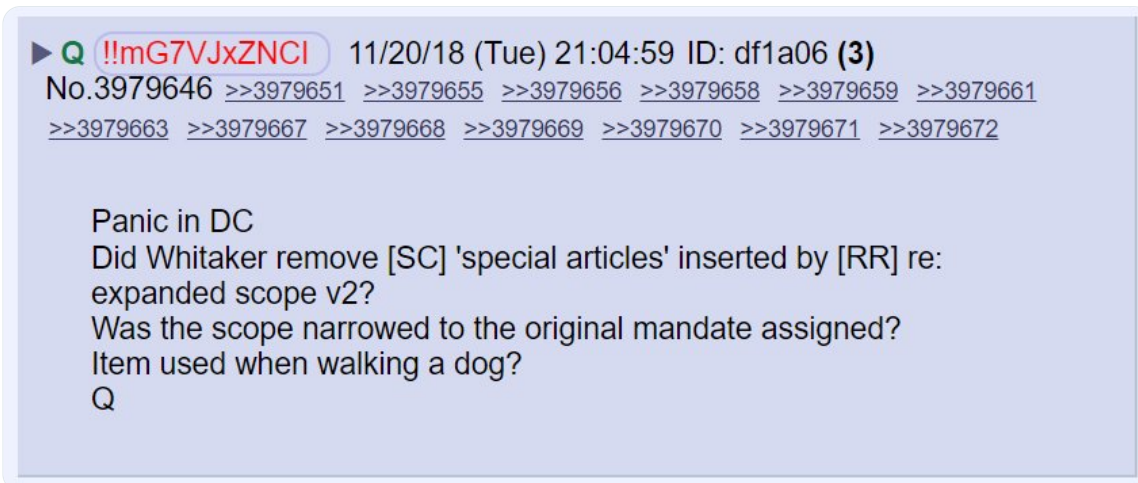 ▶ Q !!mG7VJxZNCI 11/20/18 (Tue) 21:04:59 ID: df1a06 (3)
No.3979646 >>3979651 >>3979655 >>3979656 >>3979658 >>3979659 >>3979661
>>3979663 >>3979667 >>3979668 >>3979669 >>3979670 >>3979671 >>3979672
Panic in DC
Did Whitaker remove [SC] 'special articles' inserted by [RR] re:
expanded scope v2?
Was the scope narrowed to the original mandate assigned?
Item used when walking a dog?
Q